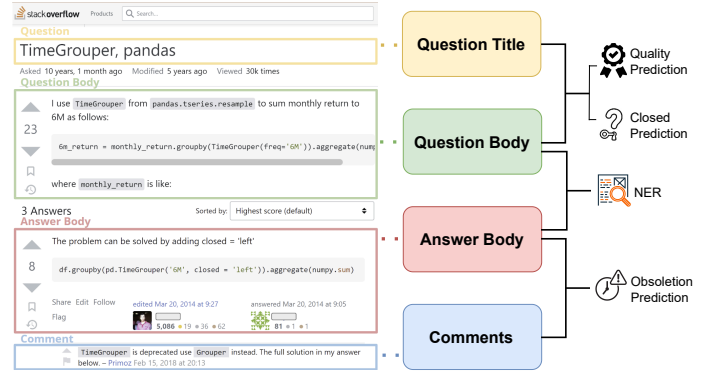 stackoverflow Products Search...
Question
TimeGrouper, pandas
Asked 10 years, 1 month ago Modified 5 years ago Viewed 30k times
Question Body
I use TimeGrouper from pandas.tseries.resample to sum monthly return to
6M as follows:
23
6m_return = monthly_return.groupby(TimeGrouper(freq='6M')).aggregate(nump
where monthly_return is like:
3 Answers Sorted by: Highest score (default)
Answer Body
The problem can be solved by adding closed = 'left'
8
df.groupby(pd.TimeGrouper('6M', closed = 'left')).aggregate(numpy.sum)
Share Edit Follow
Flag
edited Mar 20, 2014 at 9:27
5,086 19 36 62
answered Mar 20, 2014 at 9:05
81 1 1
Comment
TimeGrouper is deprecated use Grouper instead. The full solution in my answer
below. – Primoz Feb 15, 2018 at 20:13
Question Title
Question Body
Answer Body
Comments
Quality
Prediction
Closed
Prediction
NER
Obsoletion
Prediction